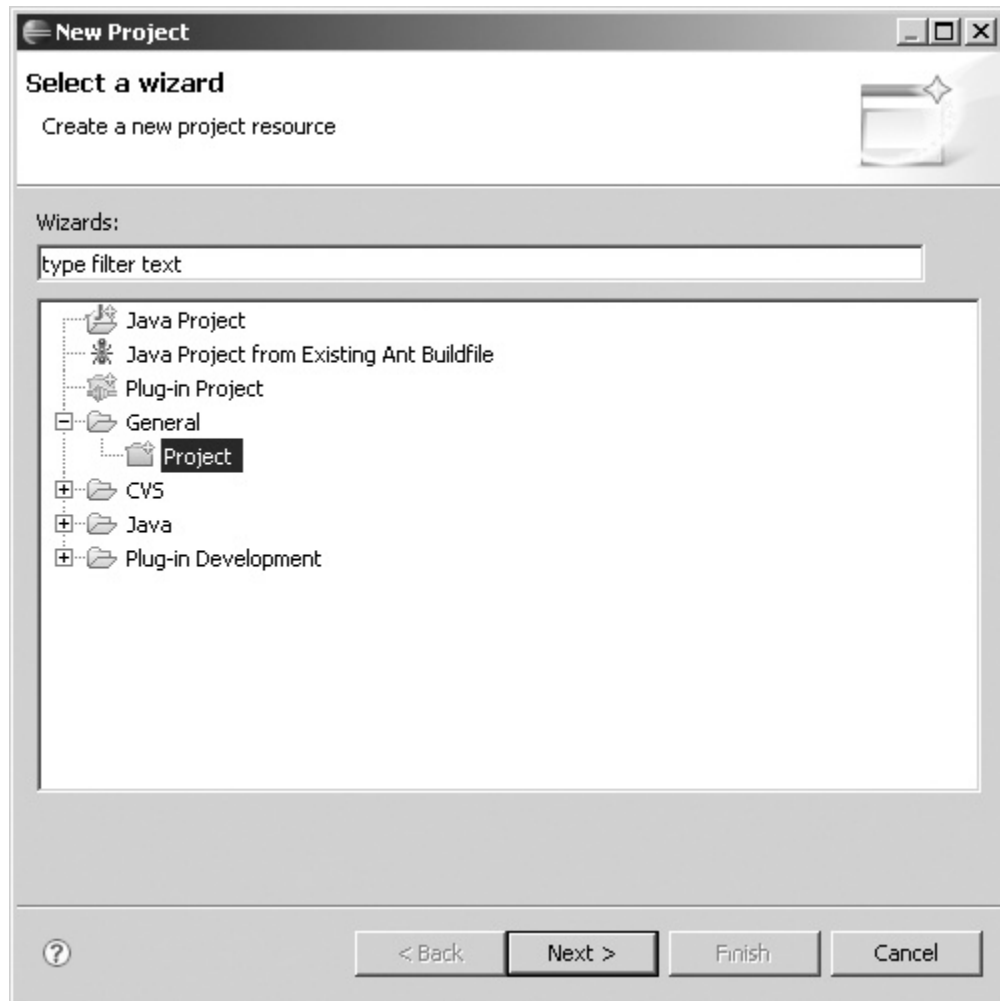 New Project
Select a wizard
Create a new project resource
Wizards:
type filter text
Java Project
Java Project from Existing Ant Buildfile
Plug-in Project
General
Project
CVS
Java
Plug-in Development
? < Back Next > Finish Cancel